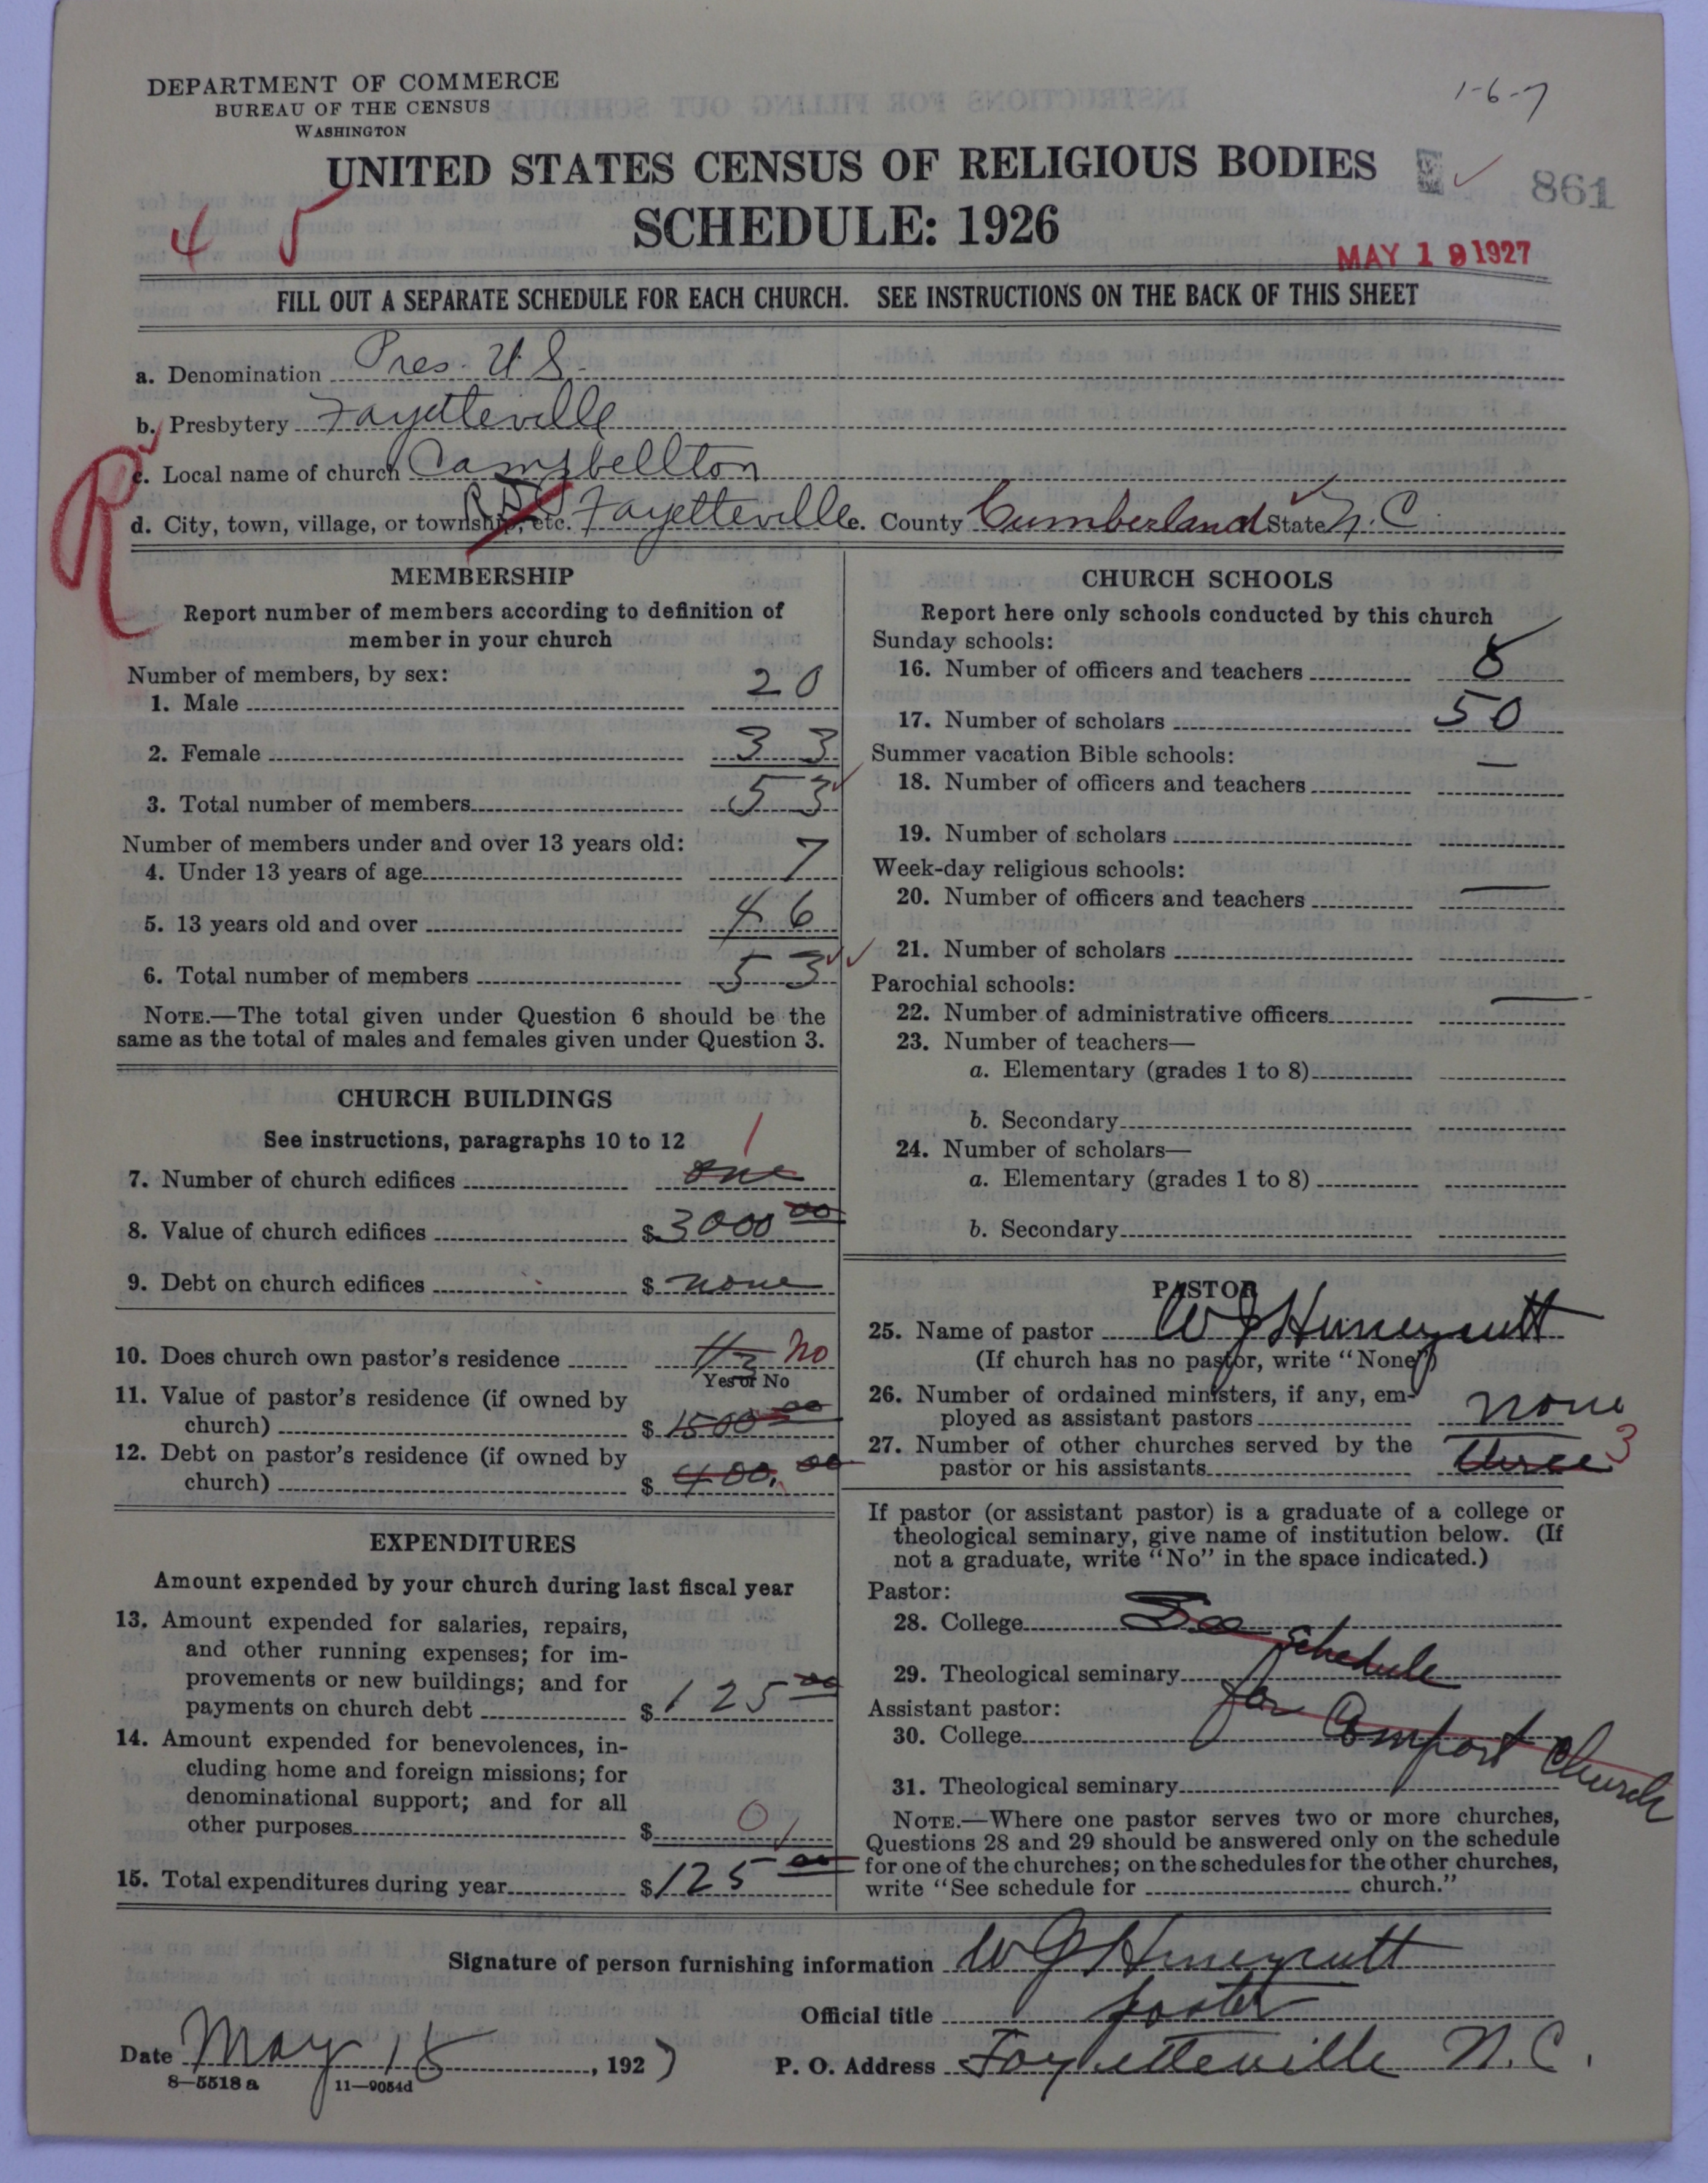 1-6-7
DEPARTMENT OF COMMERCE
BUREAU OF THE CENSUS
WASHINGTON
UNITED STATES CENSUS OF RELIGIOUS BODIES
SCHEDULE: 1926
861
4 5
MAY 19 1927
FILL OUT A SEPARATE SCHEDULE FOR EACH CHURCH. SEE INSTRUCTIONS ON THE BACK OF THIS SHEET
a. Denomination Pres. U.S.
b. Presbytery Fayetteville
c. Local name of church Campbellton
d. City, town, village, or township, etc. Fayetteville e. County Cumberland State N.C.
R
MEMBERSHIP
Report number of members according to definition of
member in your church
Number of members, by sex:
1. Male 20
2. Female 33
3. Total number of members 53
Number of members under and over 13 years old:
4. Under 13 years of age 7
5. 13 years old and over 46
6. Total number of members 53
NOTE.—The total given under Question 6 should be the
same as the total of males and females given under Question 3.
CHURCH BUILDINGS
See instructions, paragraphs 10 to 12 1
7. Number of church edifices one
8. Value of church edifices $ 3000 00
9. Debt on church edifices $ none
10. Does church own pastor's residence 1/3 No
Yes or No
11. Value of pastor's residence (if owned by
church) $ 1500 00
12. Debt on pastor's residence (if owned by
church) $ 400. 00
EXPENDITURES
Amount expended by your church during last fiscal year
13. Amount expended for salaries, repairs,
and other running expenses; for im-
provements or new buildings; and for
payments on church debt $ 125 00
14. Amount expended for benevolences, in-
cluding home and foreign missions; for
denominational support; and for all
other purposes $ 0
15. Total expenditures during year $ 125 00
CHURCH SCHOOLS
Report here only schools conducted by this church
Sunday schools:
16. Number of officers and teachers
17. Number of scholars 50
Summer vacation Bible schools:
18. Number of officers and teachers —
19. Number of scholars
Week-day religious schools:
20. Number of officers and teachers —
21. Number of scholars
Parochial schools:
22. Number of administrative officers —
23. Number of teachers—
a. Elementary (grades 1 to 8)
b. Secondary
24. Number of scholars—
a. Elementary (grades 1 to 8)
b. Secondary
PASTOR
25. Name of pastor W J Huneycutt
(If church has no pastor, write "None")
26. Number of ordained ministers, if any, em-
ployed as assistant pastors none
27. Number of other churches served by the
pastor or his assistants three 3
If pastor (or assistant pastor) is a graduate of a college or
theological seminary, give name of institution below. (If
not a graduate, write "No" in the space indicated.)
Pastor:
28. College See
29. Theological seminary schedule
Assistant pastor: for
30. College Comfort Church
31. Theological seminary
NOTE.—Where one pastor serves two or more churches,
Questions 28 and 29 should be answered only on the schedule
for one of the churches; on the schedules for the other churches,
write "See schedule for church."
Signature of person furnishing information W J Huneycutt
Official title paster
Date May 18, 1927 P. O. Address Fayetteville N. C.
8—5518a 11—9054d